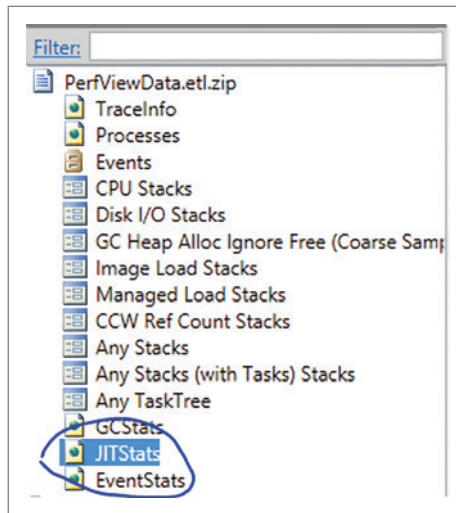 Filter:
PerfViewData.etl.zip
TraceInfo
Processes
Events
CPU Stacks
Disk I/O Stacks
GC Heap Alloc Ignore Free (Coarse Samp
Image Load Stacks
Managed Load Stacks
CCW Ref Count Stacks
Any Stacks
Any Stacks (with Tasks) Stacks
Any TaskTree
GCStats
JITStats
EventStats